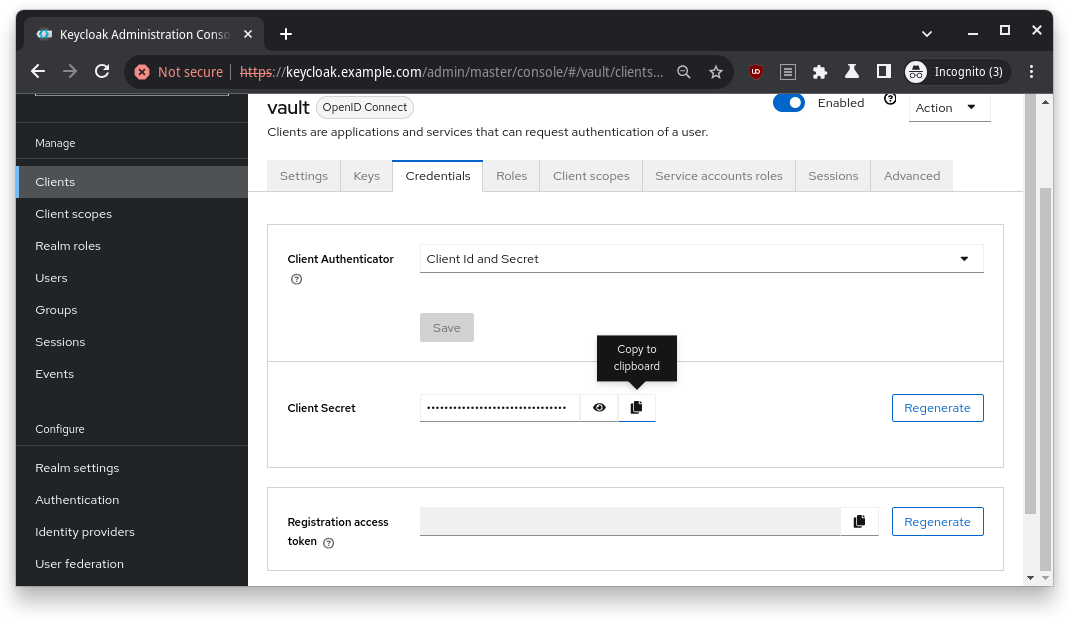 Keycloak Administration Conso
Not secure https://keycloak.example.com/admin/master/console/#/vault/clients... Incognito (3)
vault OpenID Connect Enabled Action
Clients are applications and services that can request authentication of a user.
Manage
Clients
Client scopes
Realm roles
Users
Groups
Sessions
Events
Configure
Realm settings
Authentication
Identity providers
User federation
Settings Keys Credentials Roles Client scopes Service accounts roles Sessions Advanced
Client Authenticator Client Id and Secret
Save
Copy to
clipboard
Client Secret •••••••••••••••••••••••••••••••• Regenerate
Registration access
token
Regenerate